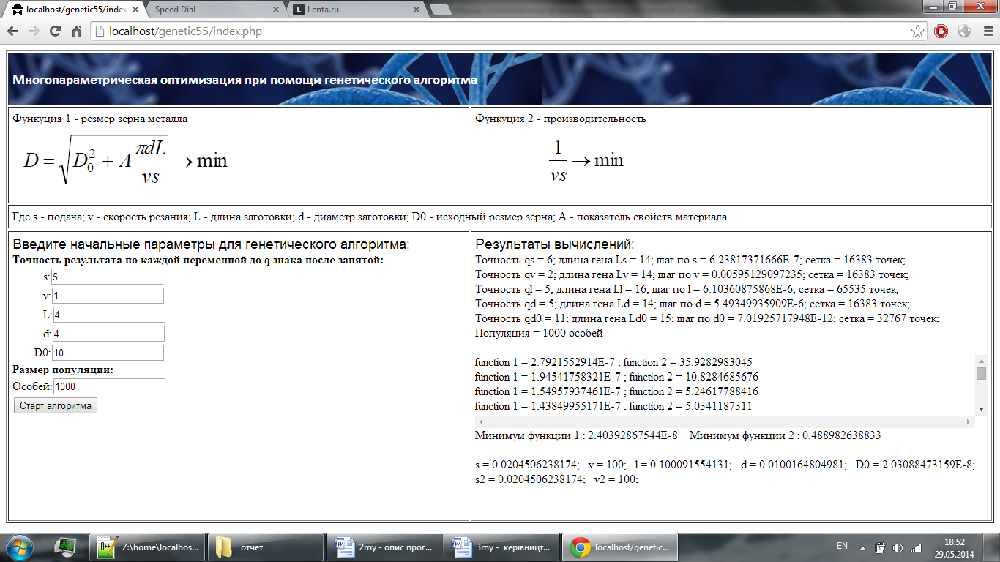 localhost/genetic55/index
Speed Dial
Lenta.ru
localhost/genetic55/index.php
Многопараметрическая оптимизация при помощи генетического алгоритма
Функуция 1 - резмер зерна металла
D = √(D₀² + A πdL/vs) → min
Функуция 2 - производительность
1/vs → min
Где s - подача; v - скорость резания; L - длина заготовки; d - диаметр заготовки; D0 - исходный резмер зерна; A - показатель свойств материала
Введите начальные параметры для генетического алгоритма:
Точность результата по каждой переменной до q знака после запятой:
s: 5
v: 1
L: 4
d: 4
D0: 10
Размер популяции:
Особей: 1000
Старт алгоритма
Результаты вычислений:
Точность qs = 6; длина гена Ls = 14; шаг по s = 6.23817371666E-7; сетка = 16383 точек;
Точность qv = 2; длина гена Lv = 14; шаг по v = 0.00595129097235; сетка = 16383 точек;
Точность ql = 5; длина гена Ll = 16; шаг по l = 6.10360875868E-6; сетка = 65535 точек;
Точность qd = 5; длина гена Ld = 14; шаг по d = 5.49349935909E-6; сетка = 16383 точек;
Точность qd0 = 11; длина гена Ld0 = 15; шаг по d0 = 7.01925717948E-12; сетка = 32767 точек;
Популяция = 1000 особей
function 1 = 2.7921552914E-7 ; function 2 = 35.9282983045
function 1 = 1.94541758321E-7 ; function 2 = 10.8284685676
function 1 = 1.54957937461E-7 ; function 2 = 5.24617788416
function 1 = 1.43849955171E-7 ; function 2 = 5.0341187311
Минимум функции 1 : 2.40392867544E-8 Минимум функции 2 : 0.488982638833
s = 0.0204506238174; v = 100; l = 0.100091554131; d = 0.0100164804981; D0 = 2.03088473159E-8;
s2 = 0.0204506238174; v2 = 100;
Z:\home\localhos...
отчет
2my - опис прог...
3my - керівницт...
localhost/genetic...
EN
18:52
29.05.2014